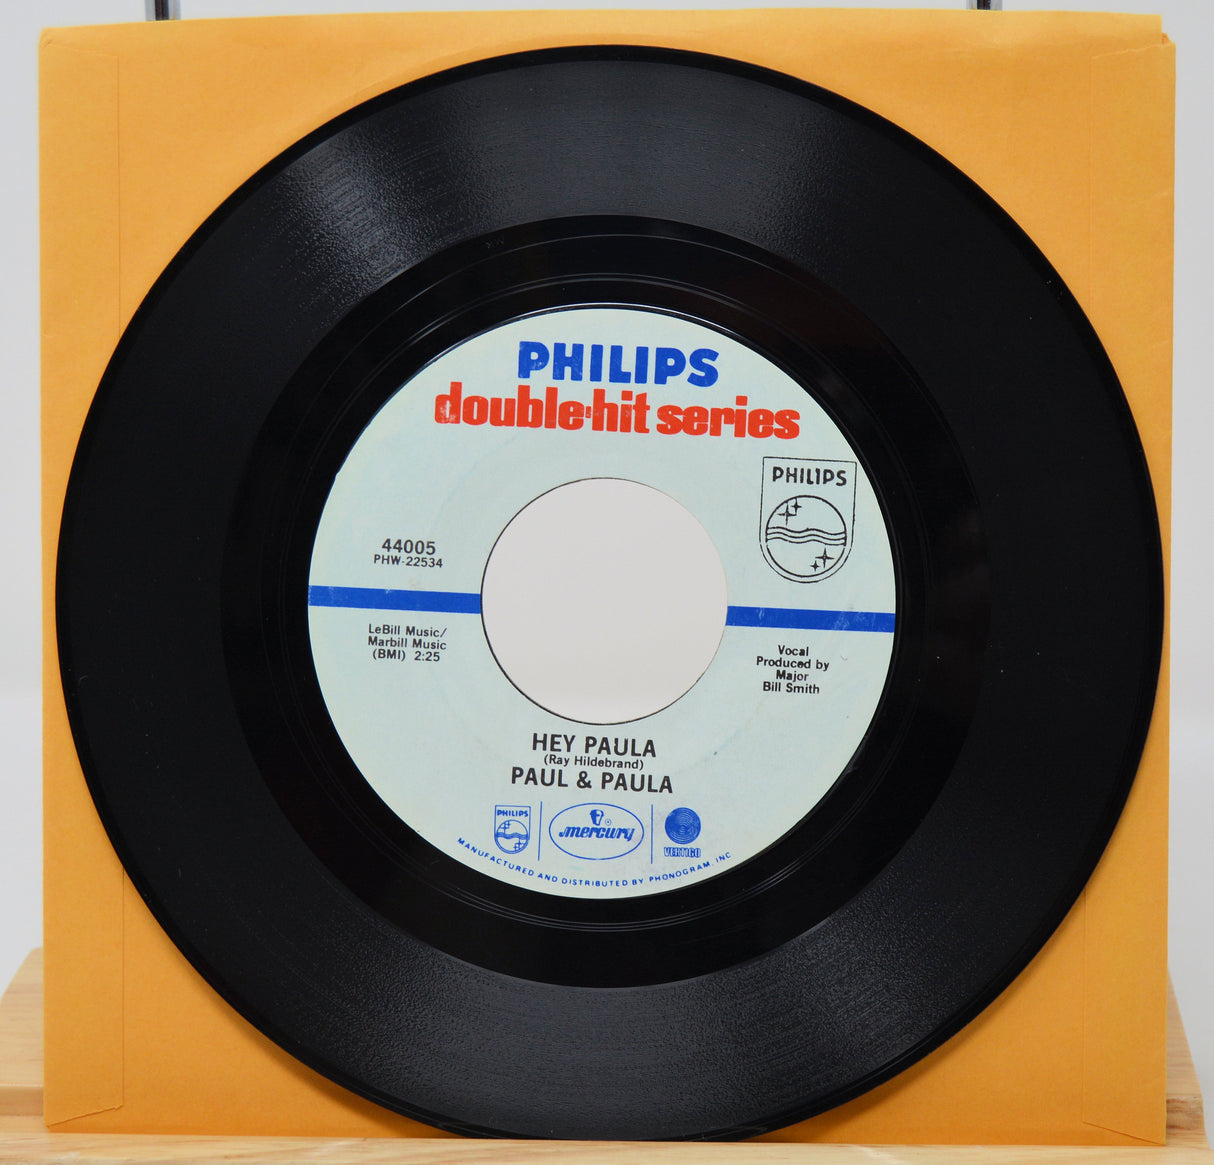 PHILIPS
double-hit series
PHILIPS
44005
PHW-22534
LeBill Music/
Marbill Music
(BMI) 2:25
Vocal
Produced by
Major
Bill Smith
HEY PAULA
(Ray Hildebrand)
PAUL & PAULA
PHILIPS
mercury
VERTIGO
MANUFACTURED AND DISTRIBUTED BY PHONOGRAM, INC